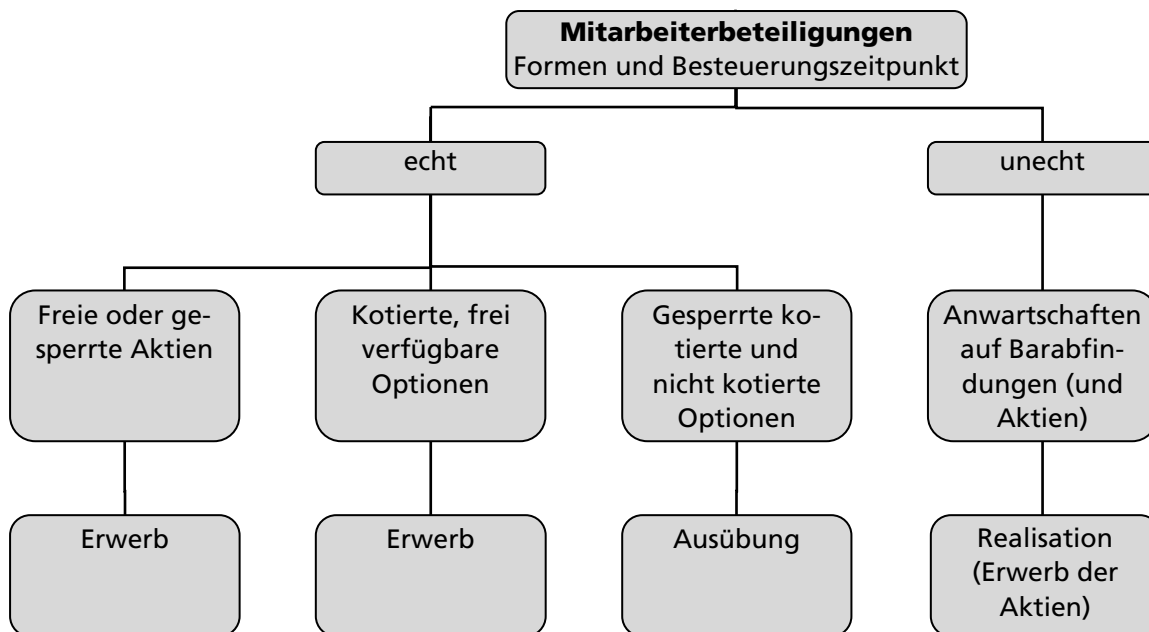 Mitarbeiterbeteiligungen
Formen und Besteuerungszeitpunkt
echt
unecht
Freie oder ge-
sperrte Aktien
Kotierte, frei
verfügbare
Optionen
Gesperrte ko-
tierte und
nicht kotierte
Optionen
Anwartschaften
auf Barabfin-
dungen (und
Aktien)
Erwerb
Erwerb
Ausübung
Realisation
(Erwerb der
Aktien)